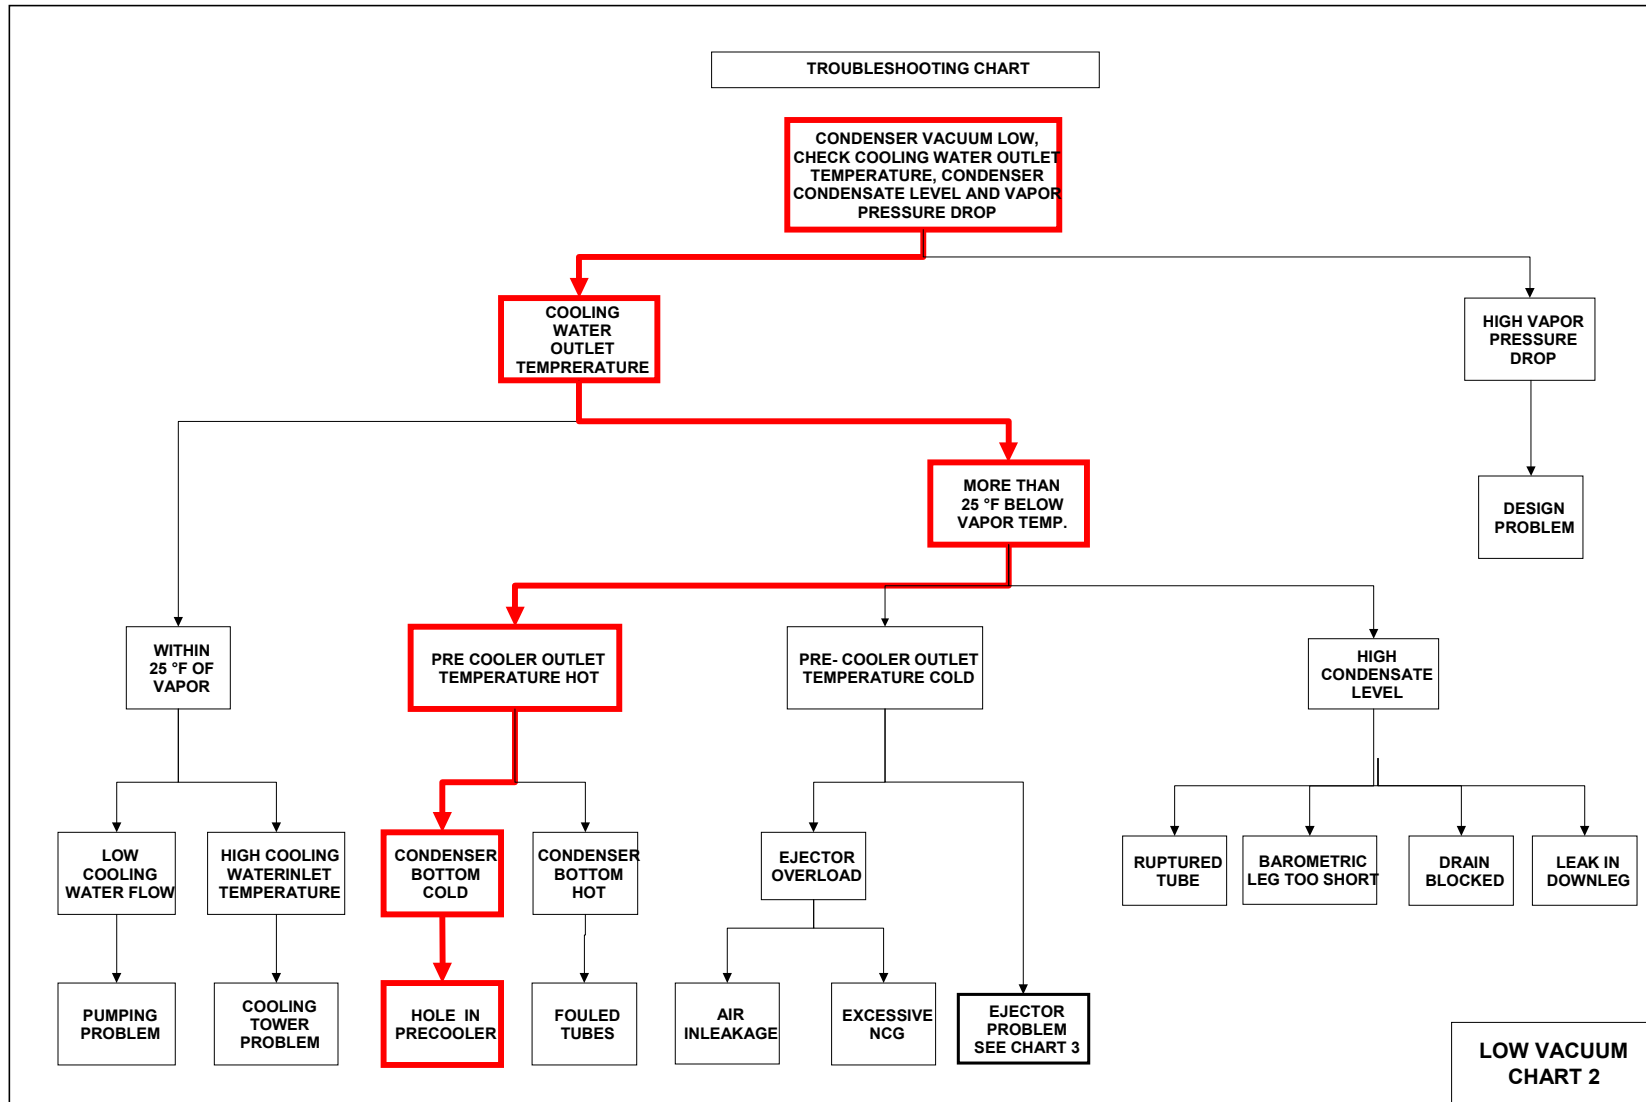 TROUBLESHOOTING CHART
CONDENSER VACUUM LOW,
CHECK COOLING WATER OUTLET
TEMPERATURE, CONDENSER
CONDENSATE LEVEL AND VAPOR
PRESSURE DROP
COOLING
WATER
OUTLET
TEMPRERATURE
HIGH VAPOR
PRESSURE
DROP
MORE THAN
25 °F BELOW
VAPOR TEMP.
DESIGN
PROBLEM
WITHIN
25 °F OF
VAPOR
PRE COOLER OUTLET
TEMPERATURE HOT
PRE- COOLER OUTLET
TEMPERATURE COLD
HIGH
CONDENSATE
LEVEL
LOW
COOLING
WATER FLOW
HIGH COOLING
WATERINLET
TEMPERATURE
CONDENSER
BOTTOM
COLD
CONDENSER
BOTTOM
HOT
EJECTOR
OVERLOAD
RUPTURED
TUBE
BAROMETRIC
LEG TOO SHORT
DRAIN
BLOCKED
LEAK IN
DOWNLEG
PUMPING
PROBLEM
COOLING
TOWER
PROBLEM
HOLE IN
PRECOOLER
FOULED
TUBES
AIR
INLEAKAGE
EXCESSIVE
NCG
EJECTOR
PROBLEM
SEE CHART 3
LOW VACUUM
CHART 2